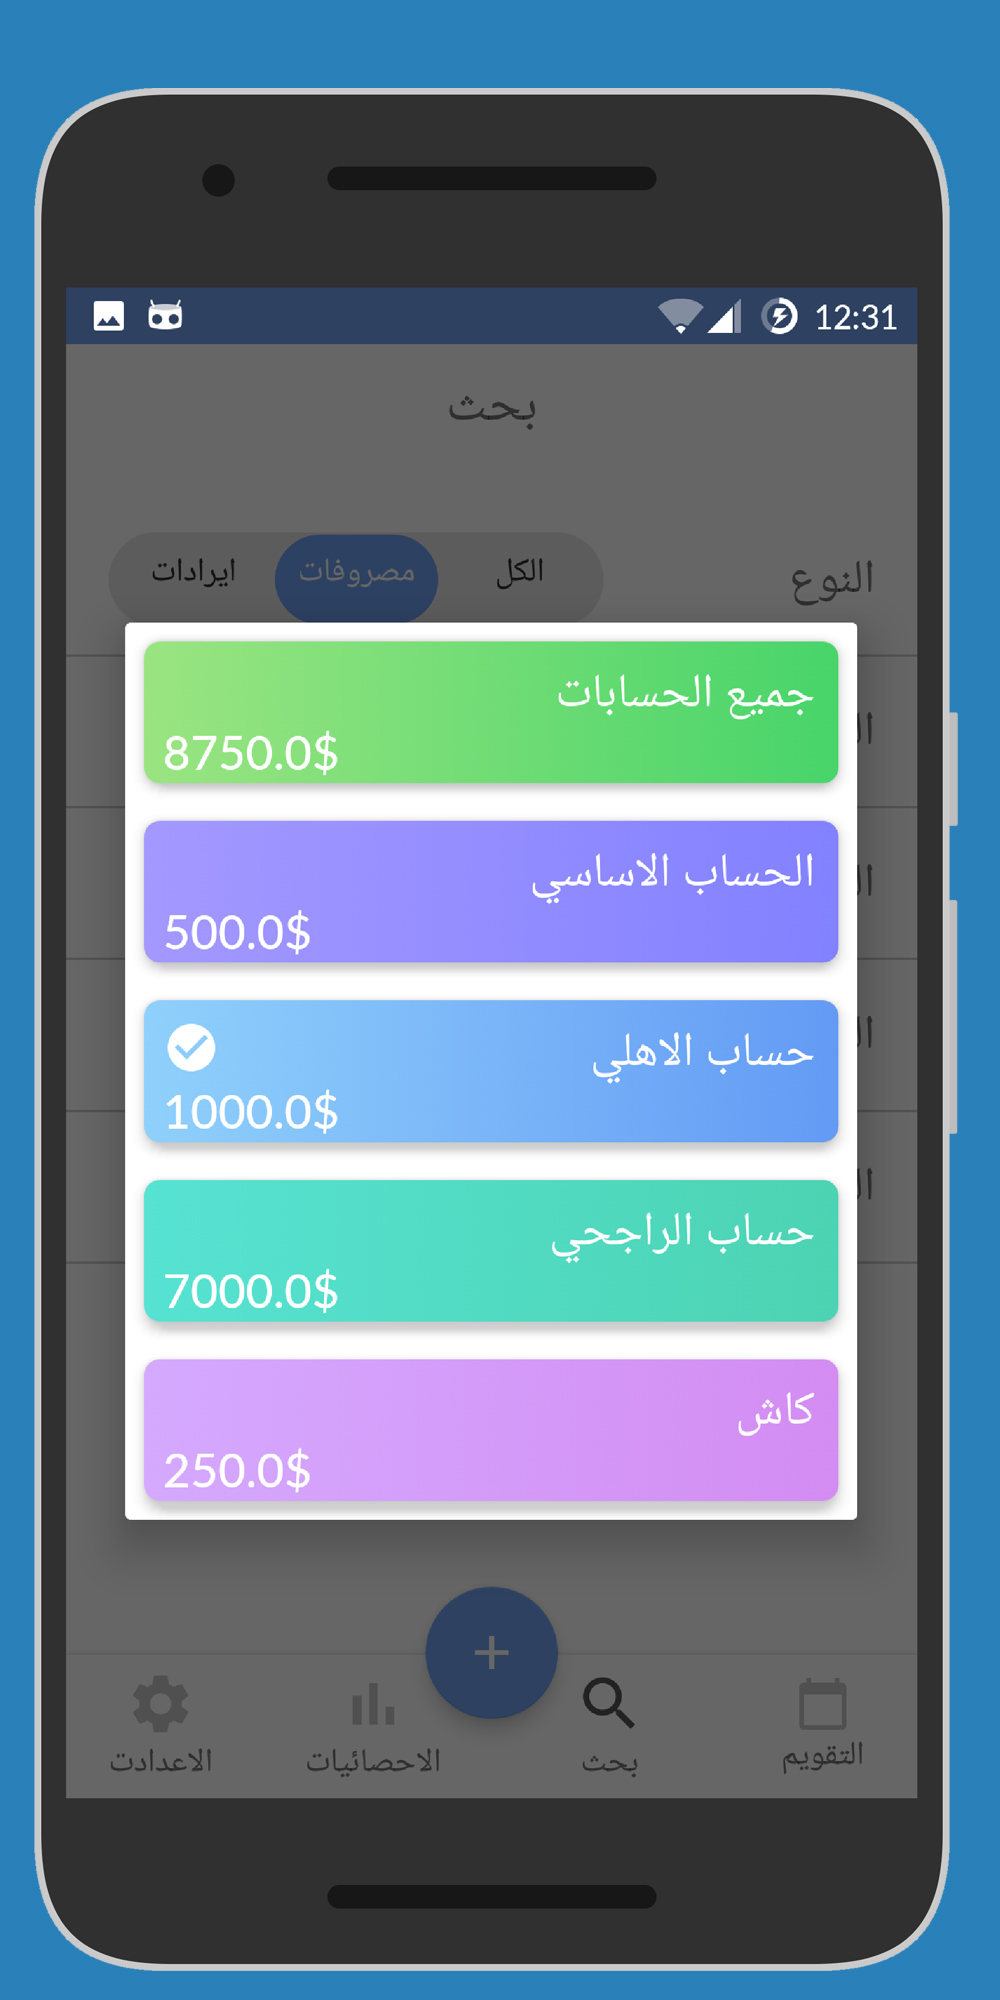 12:31
بحث
النوع
الكل مصروفات ايرادات
جميع الحسابات
8750.0$
الحساب الاساسي
500.0$
حساب الاهلي
1000.0$
حساب الراجحي
7000.0$
كاش
250.0$
التقويم بحث الاحصائيات الاعدادت